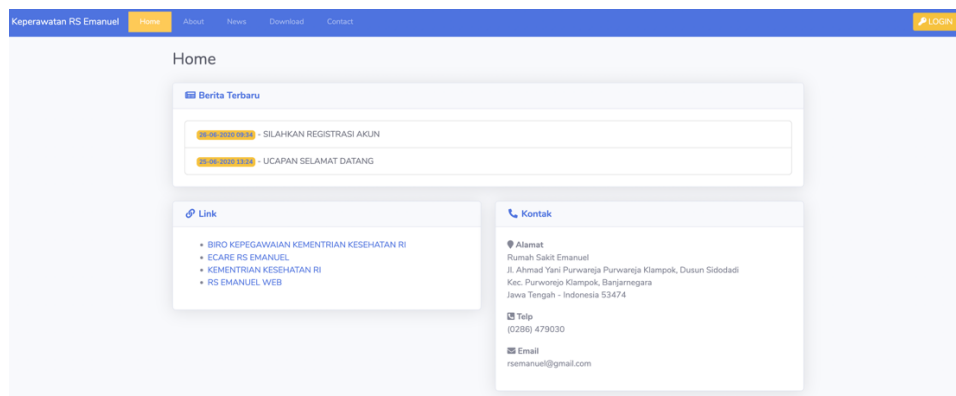 Keperawatan RS Emanuel Home About News Download Contact LOGIN
Home
Berita Terbaru
26-06-2020 09:34 - SILAHKAN REGISTRASI AKUN
25-06-2020 13:24 - UCAPAN SELAMAT DATANG
Link
BIRO KEPEGAWAIAN KEMENTRIAN KESEHATAN RI
ECARE RS EMANUEL
KEMENTRIAN KESEHATAN RI
RS EMANUEL WEB
Kontak
Alamat
Rumah Sakit Emanuel
Jl. Ahmad Yani Purwareja Purwareja Klampok, Dusun Sidodadi
Kec. Purworejo Klampok, Banjarnegara
Jawa Tengah - Indonesia 53474
Telp
(0286) 479030
Email
rsemanuel@gmail.com